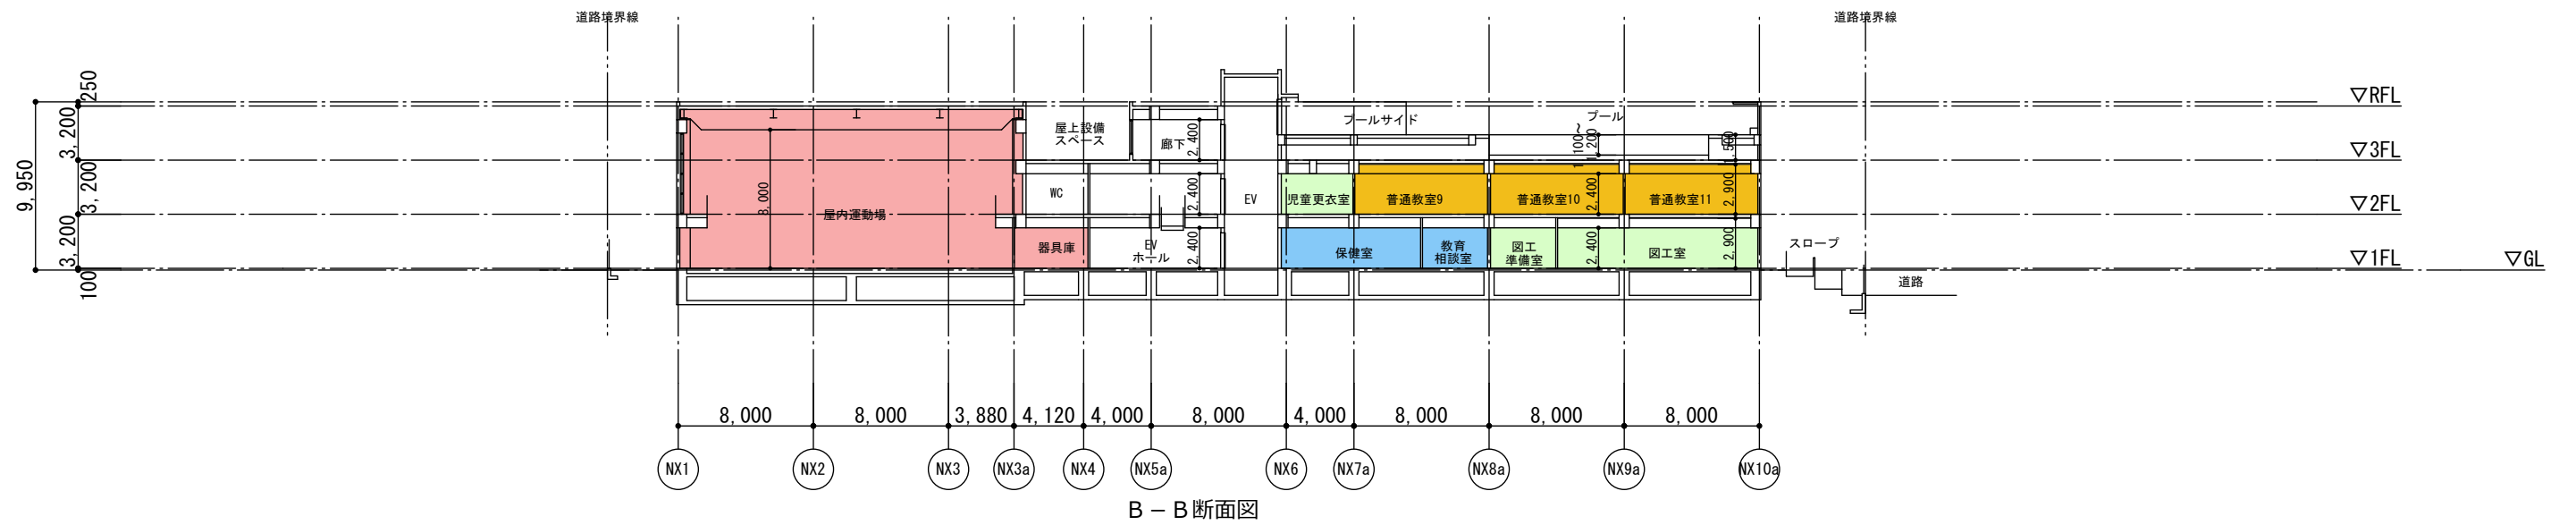 道路境界線
道路境界線
250
3,200
3,200
3,200
100
9,950
▽RFL
▽3FL
▽2FL
▽1FL
▽GL
屋上設備
スペース
廊下
2,400
プールサイド
プール
1,100~
1,200
1,500
8,000
屋内運動場
WC
2,400
EV
児童更衣室
普通教室9
普通教室10
2,400
普通教室11
2,900
器具庫
EV
ホール
2,400
保健室
教育
相談室
図工
準備室
2,400
図工室
2,900
スロープ
道路
8,000
8,000
3,880
4,120
4,000
8,000
4,000
8,000
8,000
8,000
NX1
NX2
NX3
NX3a
NX4
NX5a
NX6
NX7a
NX8a
NX9a
NX10a
B－B断面図